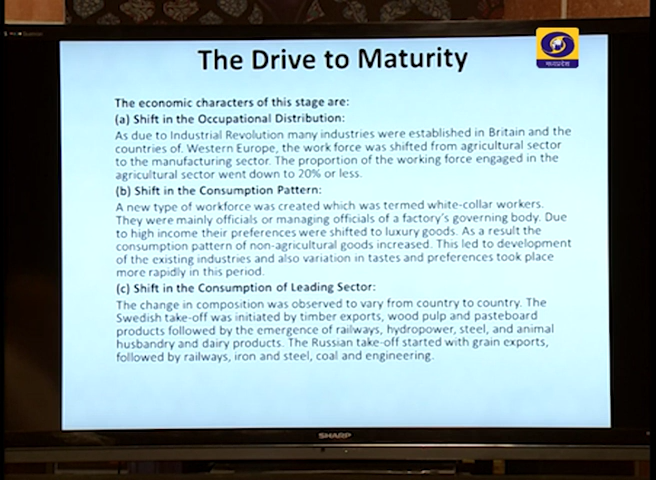 The Drive to Maturity
मध्यप्रदेश
The economic characters of this stage are:
(a) Shift in the Occupational Distribution:
As due to Industrial Revolution many industries were established in Britain and the
countries of. Western Europe, the work force was shifted from agricultural sector
to the manufacturing sector. The proportion of the working force engaged in the
agricultural sector went down to 20% or less.
(b) Shift in the Consumption Pattern:
A new type of workforce was created which was termed white-collar workers.
They were mainly officials or managing officials of a factory's governing body. Due
to high income their preferences were shifted to luxury goods. As a result the
consumption pattern of non-agricultural goods increased. This led to development
of the existing industries and also variation in tastes and preferences took place
more rapidly in this period.
(c) Shift in the Consumption of Leading Sector:
The change in composition was observed to vary from country to country. The
Swedish take-off was initiated by timber exports, wood pulp and pasteboard
products followed by the emergence of railways, hydropower, steel, and animal
husbandry and dairy products. The Russian take-off started with grain exports,
followed by railways, iron and steel, coal and engineering.
SHARP